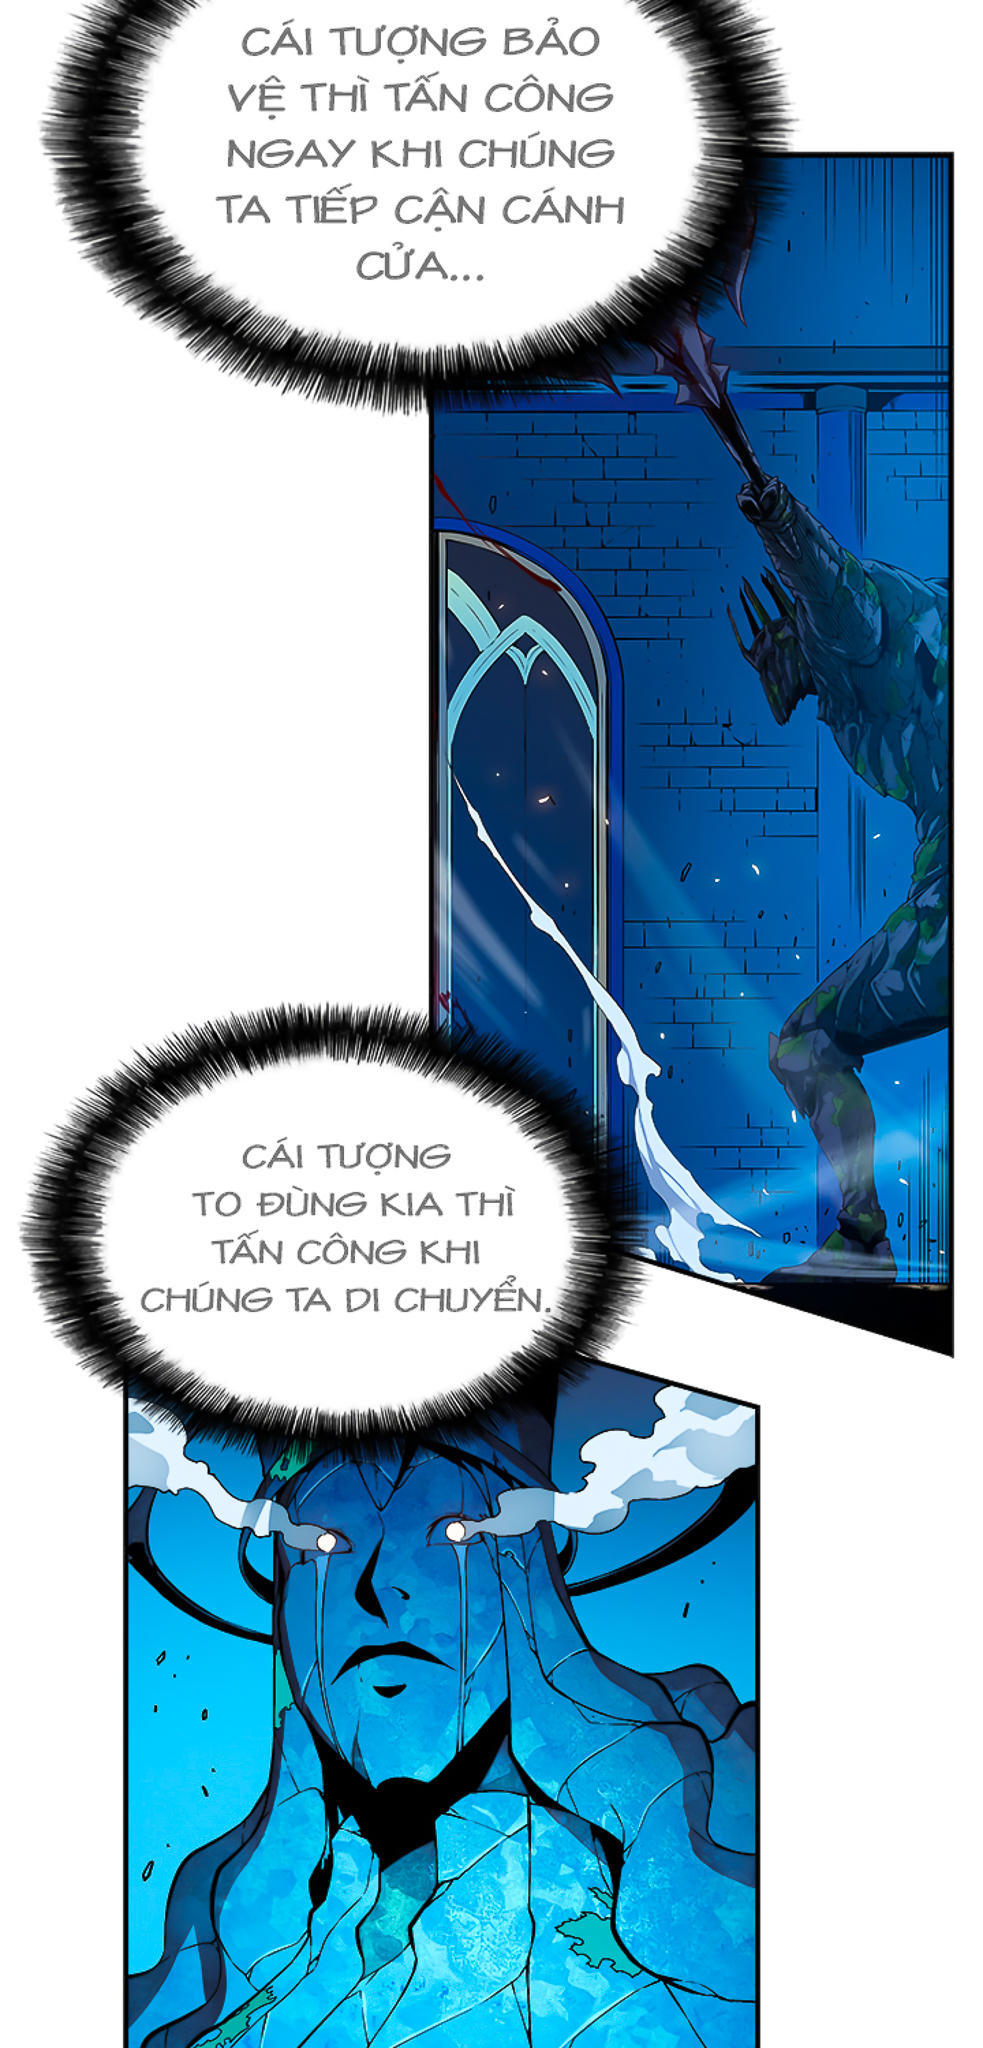 CÁI TƯỢNG BẢO
VỆ THÌ TẤN CÔNG
NGAY KHI CHÚNG
TA TIẾP CẬN CÁNH
CỬA...
CÁI TƯỢNG
TO ĐÙNG KIA THÌ
TẤN CÔNG KHI
CHÚNG TA DI CHUYỂN.